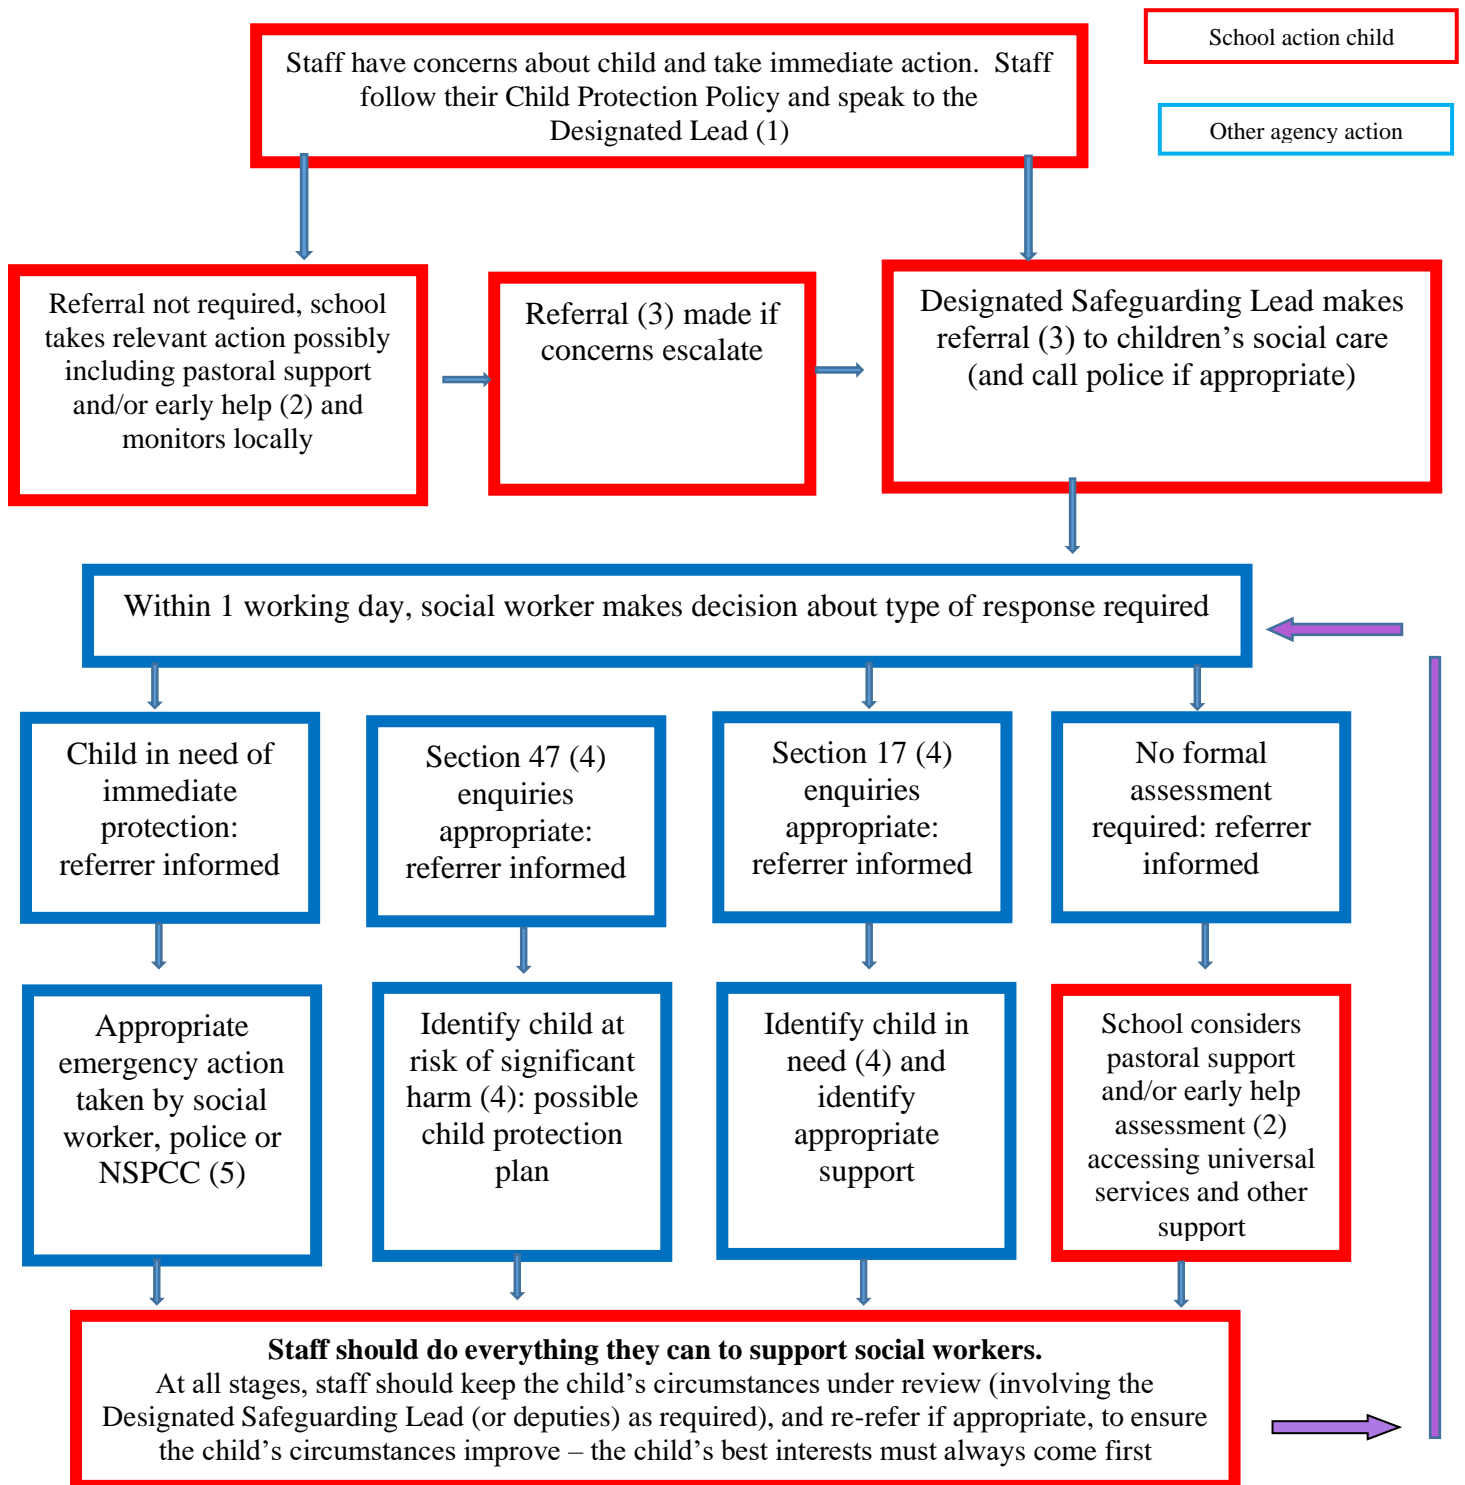 School action child
Staff have concerns about child and take immediate action.  Staff
follow their Child Protection Policy and speak to the
Designated Lead (1)
Other agency action
Referral not required, school
takes relevant action possibly
including pastoral support
and/or early help (2) and
monitors locally
Referral (3) made if
concerns escalate
Designated Safeguarding Lead makes
referral (3) to children’s social care
(and call police if appropriate)
Within 1 working day, social worker makes decision about type of response required
Child in need of
immediate
protection:
referrer informed
Section 47 (4)
enquiries
appropriate:
referrer informed
Section 17 (4)
enquiries
appropriate:
referrer informed
No formal
assessment
required: referrer
informed
Appropriate
emergency action
taken by social
worker, police or
NSPCC (5)
Identify child at
risk of significant
harm (4): possible
child protection
plan
Identify child in
need (4) and
identify
appropriate
support
School considers
pastoral support
and/or early help
assessment (2)
accessing universal
services and other
support
Staff should do everything they can to support social workers.
At all stages, staff should keep the child’s circumstances under review (involving the
Designated Safeguarding Lead (or deputies) as required), and re-refer if appropriate, to ensure
the child’s circumstances improve – the child’s best interests must always come first